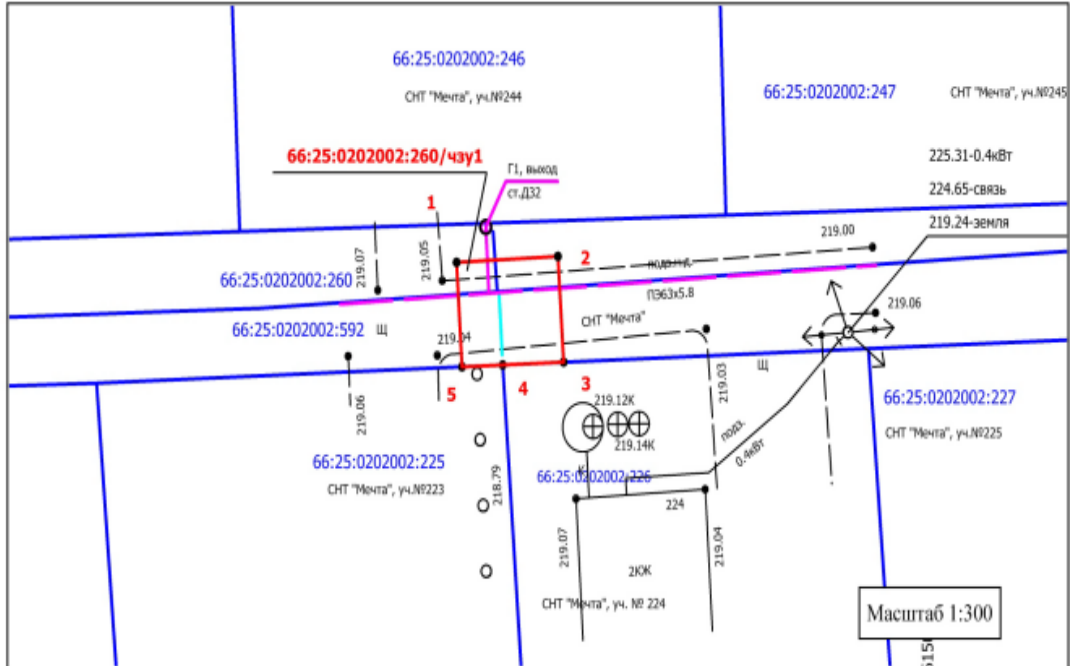 66:25:0202002:246
СНТ "Мечта", уч.№244
66:25:0202002:247
СНТ "Мечта", уч.№245
66:25:0202002:260/чзу1
Г1, выход
ст.Д32
225.31-0.4кВт
224.65-связь
219.24-земля
1
2
219.00
219.07
219.05
66:25:0202002:260
ПЭ63х5.8
66:25:0202002:592
Щ
СНТ "Мечта"
219.06
219.04
219.03
Щ
5
4
3
219.06
219.12К
219.14К
66:25:0202002:227
СНТ "Мечта", уч.№225
подз.
0.4кВт
66:25:0202002:225
СНТ "Мечта", уч.№223
218.79
К
66:25:0202002:226
224
219.07
219.04
2КЖ
СНТ "Мечта", уч. № 224
Масштаб 1:300